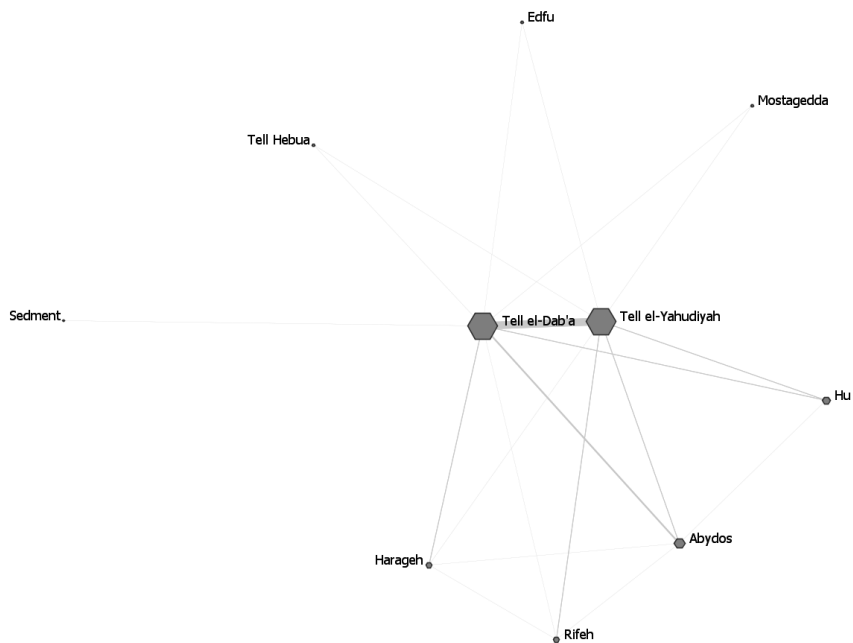 Edfu
Mostagedda
Tell Hebua
Sedment
Tell el-Dab'a
Tell el-Yahudiyah
Hu
Abydos
Harageh
Rifeh